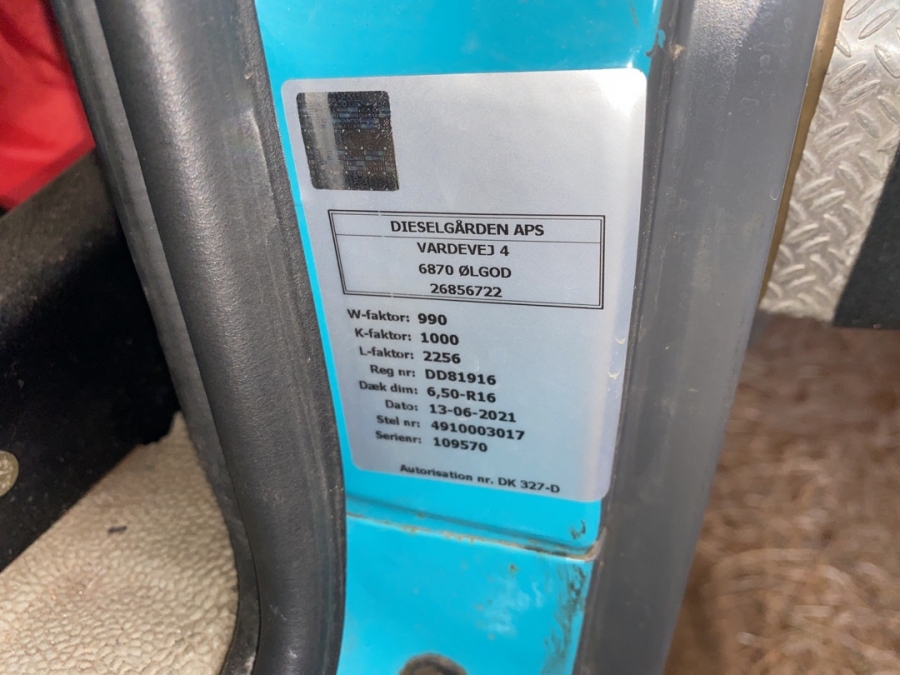 DIESELGÅRDEN APS
VARDEVEJ 4
6870 ØLGOD
26856722
W-faktor: 990
K-faktor: 1000
L-faktor: 2256
Reg nr: DD81916
Dæk dim: 6,50-R16
Dato: 13-06-2021
Stel nr: 4910003017
Serienr: 109570
Autorisation nr. DK 327-D